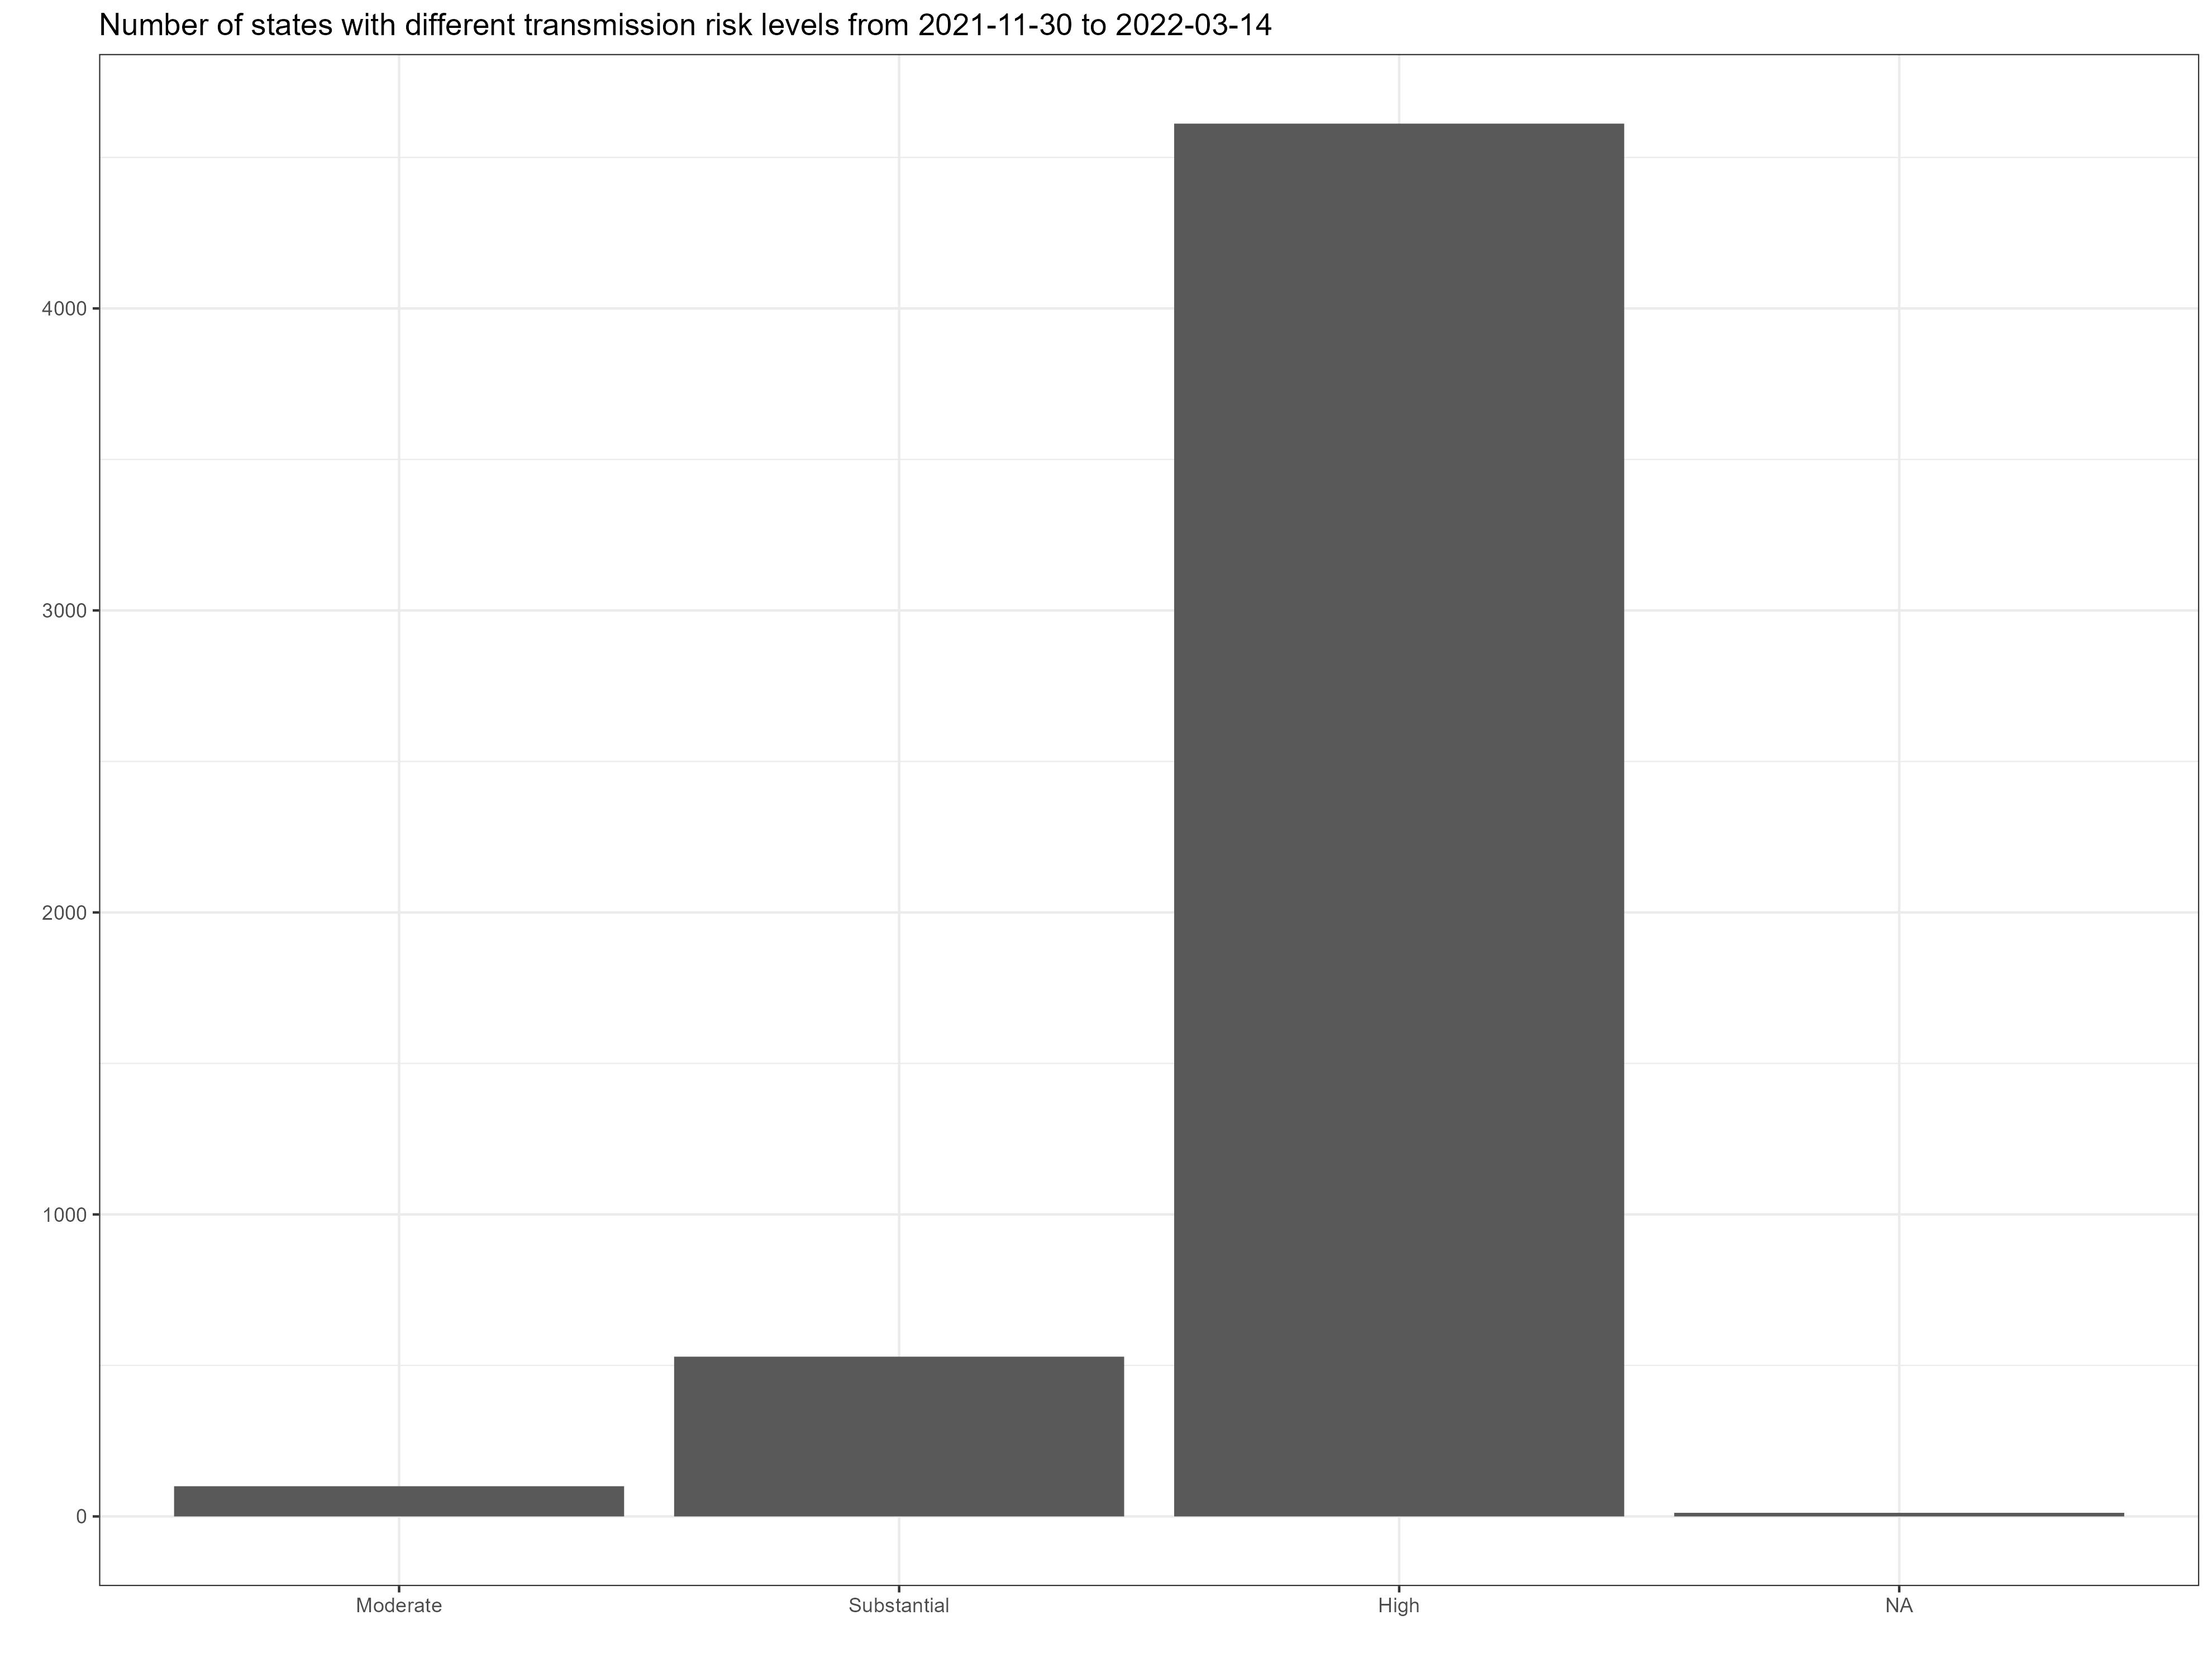 Number of states with different transmission risk levels from 2021-11-30 to 2022-03-14
4000
3000
2000
1000
0
Moderate Substantial High NA